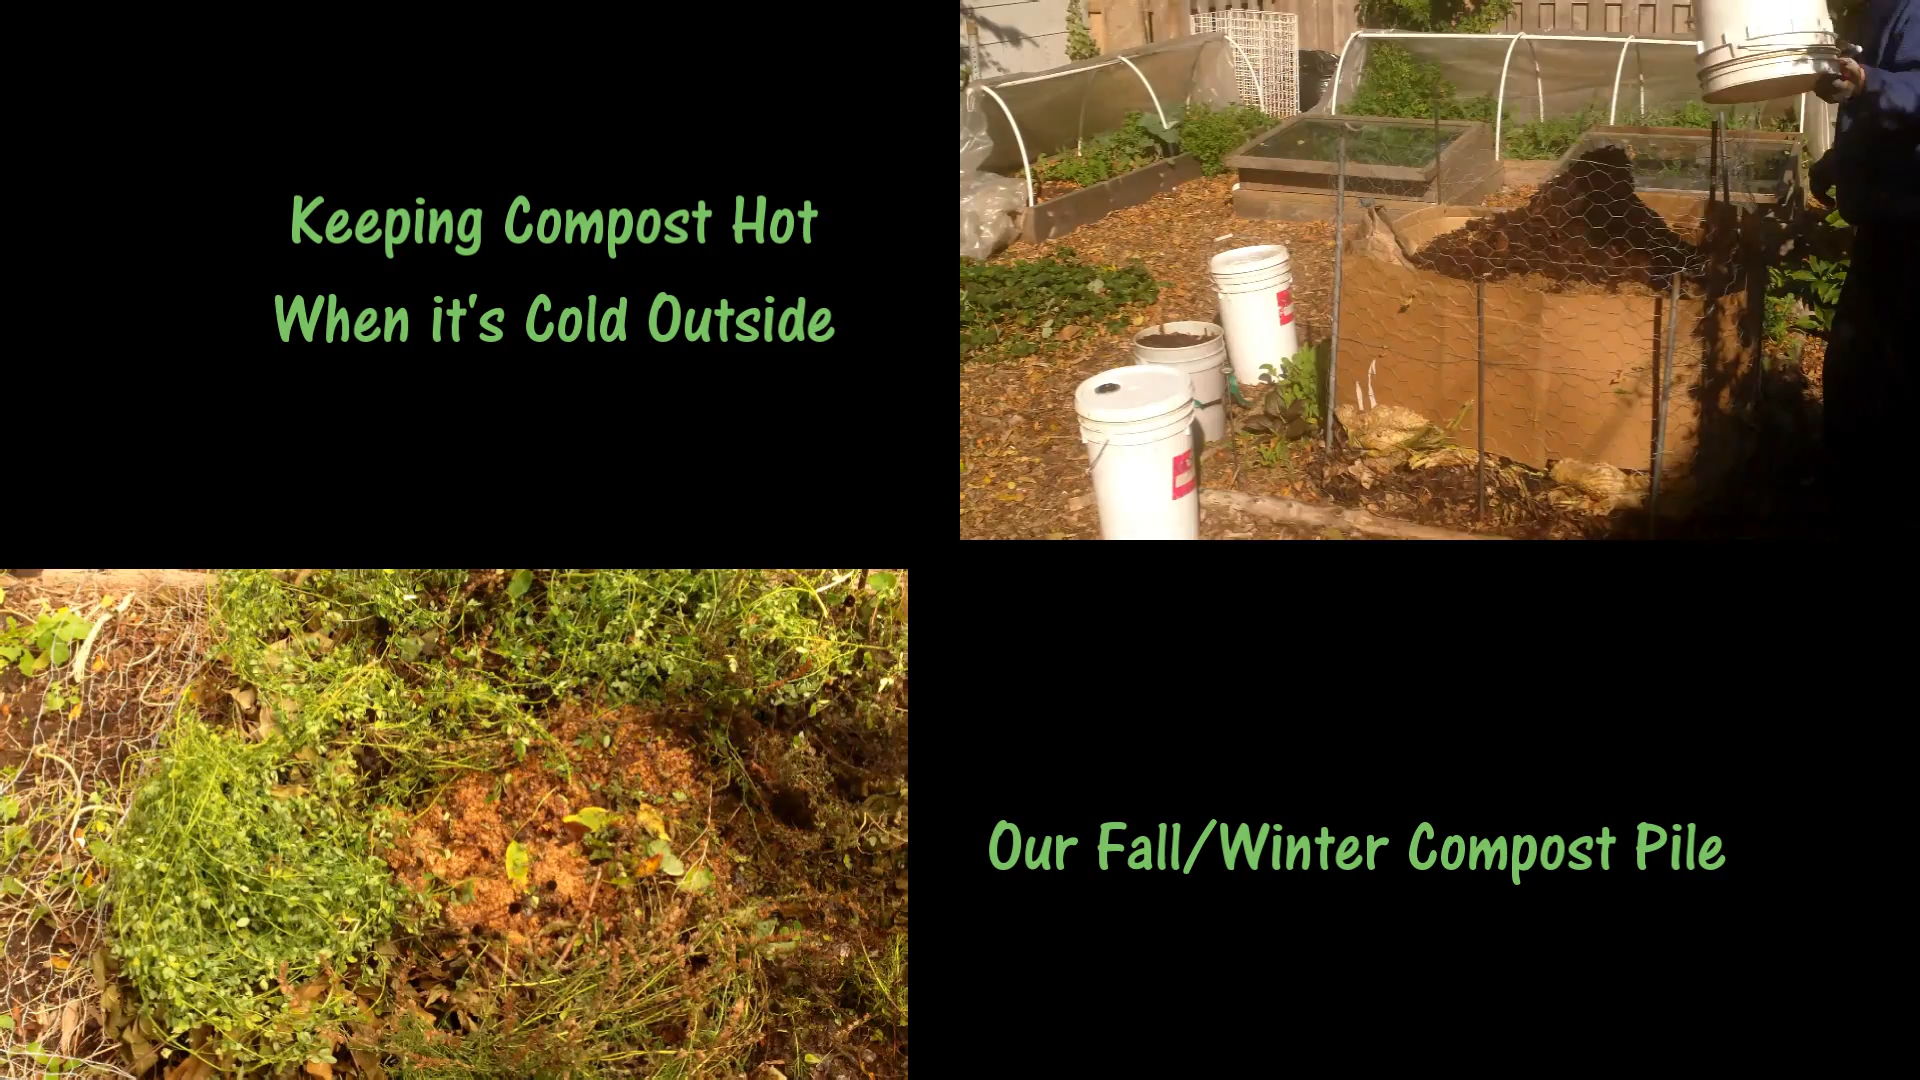 Keeping Compost Hot
When it's Cold Outside
Our Fall/Winter Compost Pile